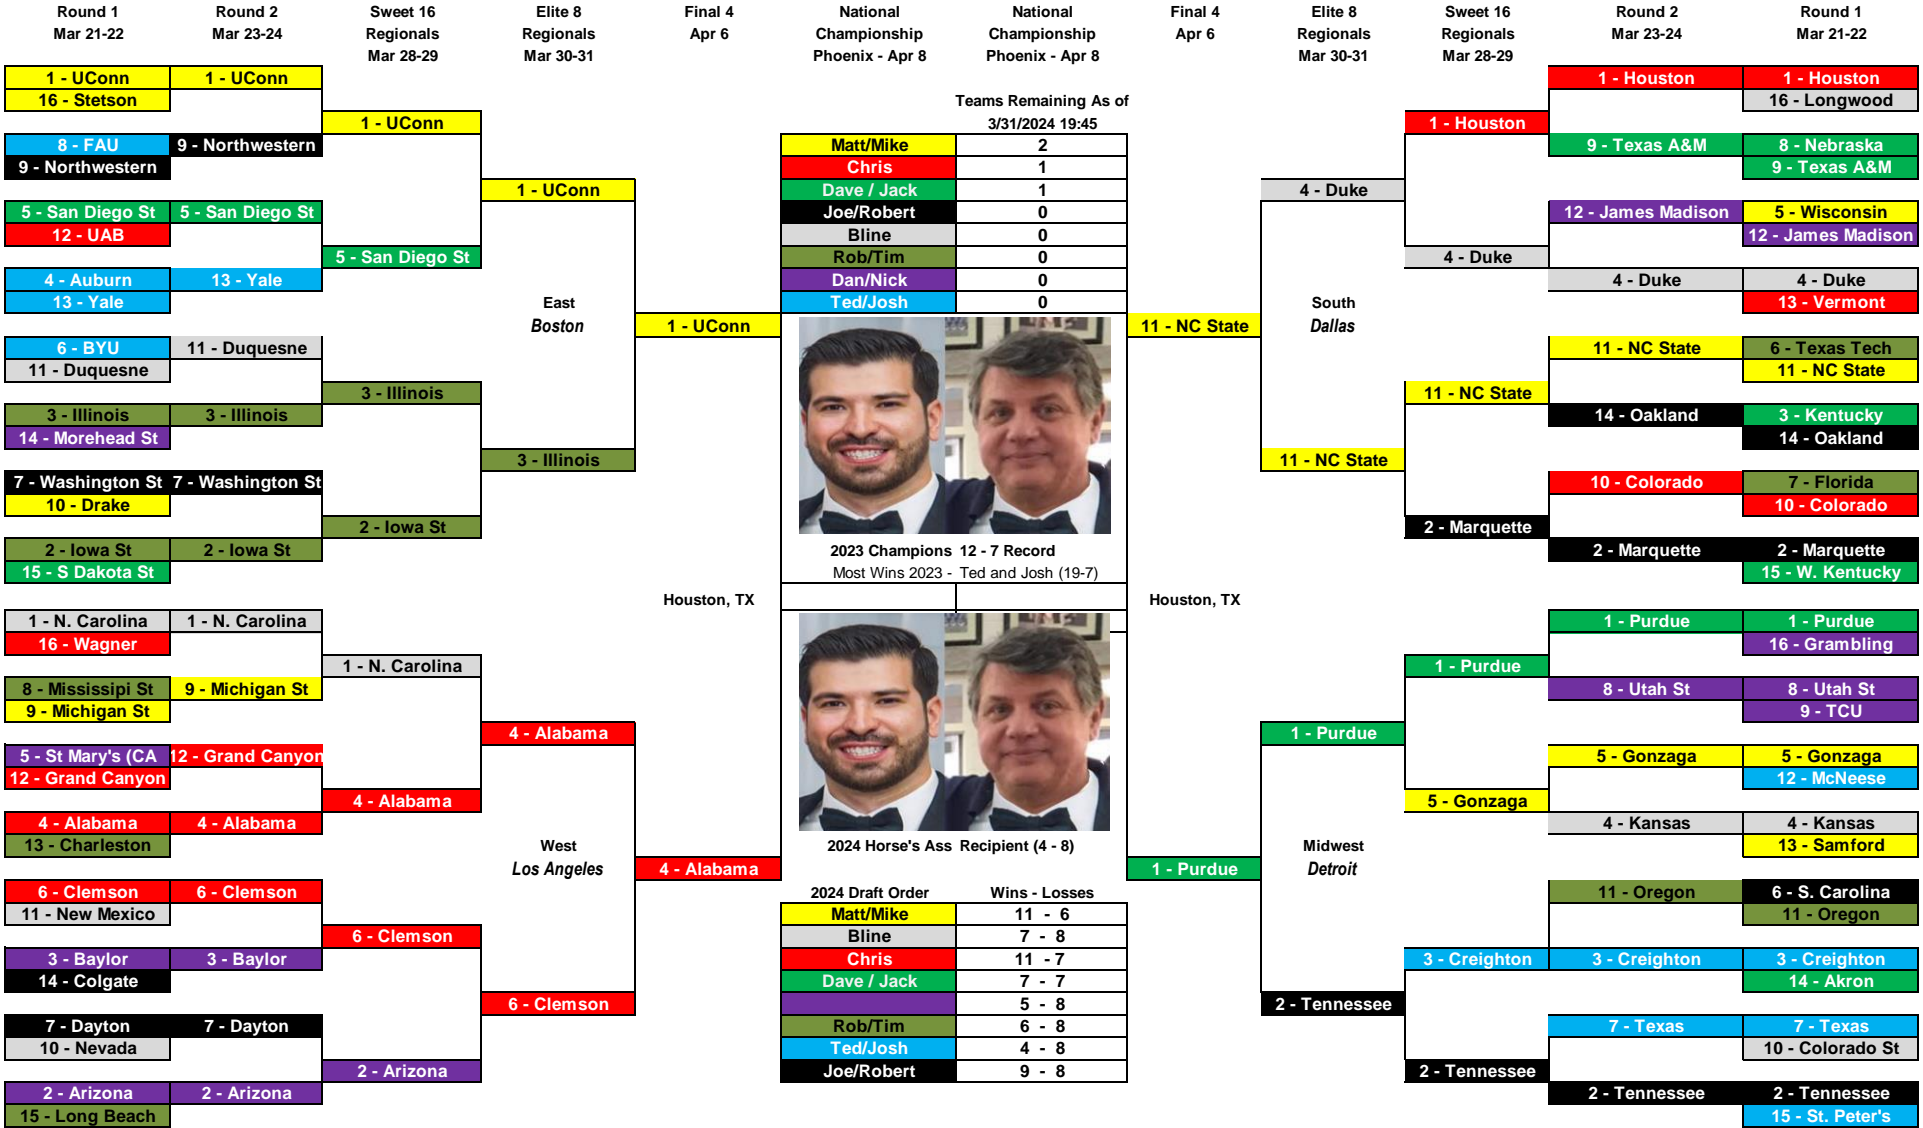 Round 1 Round 2 Sweet 16 Elite 8 Final 4 National National Final 4 Elite 8 Sweet 16 Round 2 Round 1
Mar 21-22 Mar 23-24 Regionals Regionals Apr 6 Championship Championship Apr 6 Regionals Regionals Mar 23-24 Mar 21-22
Mar 28-29 Mar 30-31 Phoenix - Apr 8 Phoenix - Apr 8 Mar 30-31 Mar 28-29
1 - UConn 1 - UConn 1 - Houston 1 - Houston
16 - Stetson Teams Remaining As of 16 - Longwood
1 - UConn 3/31/2024 19:45 1 - Houston
8 - FAU 9 - Northwestern Matt/Mike 2 9 - Texas A&M 8 - Nebraska
9 - Northwestern Chris 1 9 - Texas A&M
1 - UConn Dave / Jack 1 4 - Duke
5 - San Diego St 5 - San Diego St Joe/Robert 0 12 - James Madison 5 - Wisconsin
12 - UAB Bline 0 12 - James Madison
5 - San Diego St Rob/Tim 0 4 - Duke
4 - Auburn 13 - Yale Dan/Nick 0 4 - Duke 4 - Duke
13 - Yale East Ted/Josh 0 South 13 - Vermont
Boston 1 - UConn 11 - NC State Dallas
6 - BYU 11 - Duquesne 11 - NC State 6 - Texas Tech
11 - Duquesne 11 - NC State
3 - Illinois 11 - NC State
3 - Illinois 3 - Illinois 14 - Oakland 3 - Kentucky
14 - Morehead St 14 - Oakland
3 - Illinois 11 - NC State
7 - Washington St 7 - Washington St 10 - Colorado 7 - Florida
10 - Drake 10 - Colorado
2 - Iowa St 2 - Marquette
2 - Iowa St 2 - Iowa St 2023 Champions 12 - 7 Record 2 - Marquette 2 - Marquette
15 - S Dakota St Most Wins 2023 - Ted and Josh (19-7) 15 - W. Kentucky
Houston, TX Houston, TX
1 - N. Carolina 1 - N. Carolina 1 - Purdue 1 - Purdue
16 - Wagner 16 - Grambling
1 - N. Carolina 1 - Purdue
8 - Mississipi St 9 - Michigan St 8 - Utah St 8 - Utah St
9 - Michigan St 9 - TCU
4 - Alabama 1 - Purdue
5 - St Mary's (CA 12 - Grand Canyon 5 - Gonzaga 5 - Gonzaga
12 - Grand Canyon 12 - McNeese
4 - Alabama 5 - Gonzaga
4 - Alabama 4 - Alabama 4 - Kansas 4 - Kansas
13 - Charleston West 2024 Horse's Ass Recipient (4 - 8) Midwest 13 - Samford
Los Angeles 4 - Alabama 1 - Purdue Detroit
6 - Clemson 6 - Clemson 2024 Draft Order Wins - Losses 11 - Oregon 6 - S. Carolina
11 - New Mexico Matt/Mike 11 - 6 11 - Oregon
6 - Clemson Bline 7 - 8
3 - Baylor 3 - Baylor Chris 11 - 7 3 - Creighton 3 - Creighton 3 - Creighton
14 - Colgate Dave / Jack 7 - 7 14 - Akron
6 - Clemson 5 - 8 2 - Tennessee
7 - Dayton 7 - Dayton Rob/Tim 6 - 8 7 - Texas 7 - Texas
10 - Nevada Ted/Josh 4 - 8 10 - Colorado St
2 - Arizona Joe/Robert 9 - 8 2 - Tennessee
2 - Arizona 2 - Arizona 2 - Tennessee 2 - Tennessee
15 - Long Beach 15 - St. Peter's